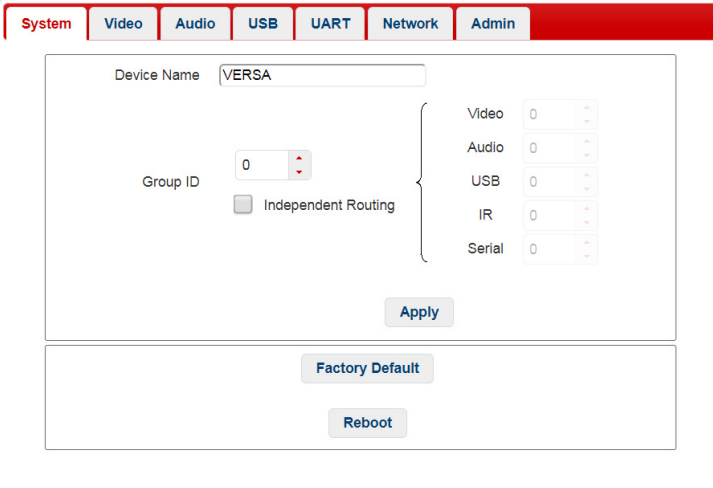 System Video Audio USB UART Network Admin
Device Name VERSA
Video 0
Audio 0
Group ID 0
USB 0
Independent Routing
IR 0
Serial 0
Apply
Factory Default
Reboot